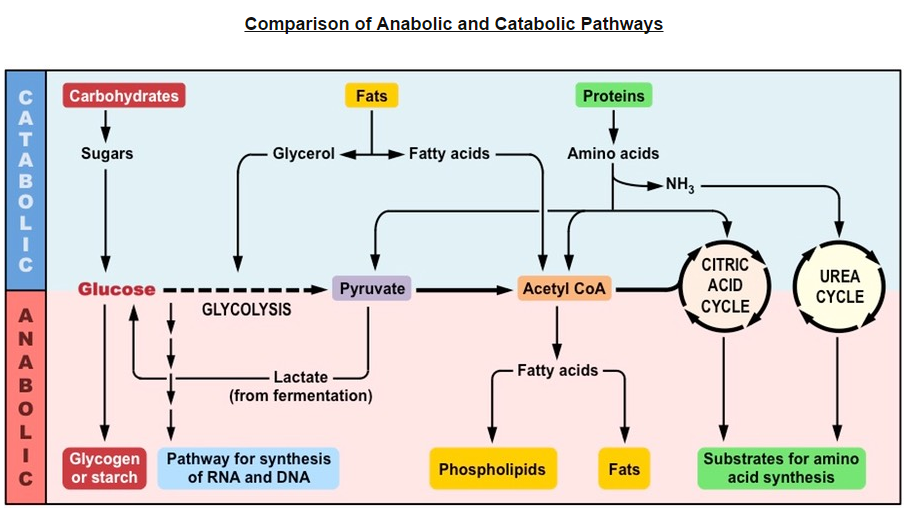 Comparison of Anabolic and Catabolic Pathways
CATABOLIC
Carbohydrates
Fats
Proteins
Sugars
Glycerol
Fatty acids
Amino acids
NH3
CITRIC
ACID
CYCLE
UREA
CYCLE
Glucose
GLYCOLYSIS
Pyruvate
Acetyl CoA
ANABOLIC
Lactate
(from fermentation)
Fatty acids
Glycogen
or starch
Pathway for synthesis
of RNA and DNA
Phospholipids
Fats
Substrates for amino
acid synthesis